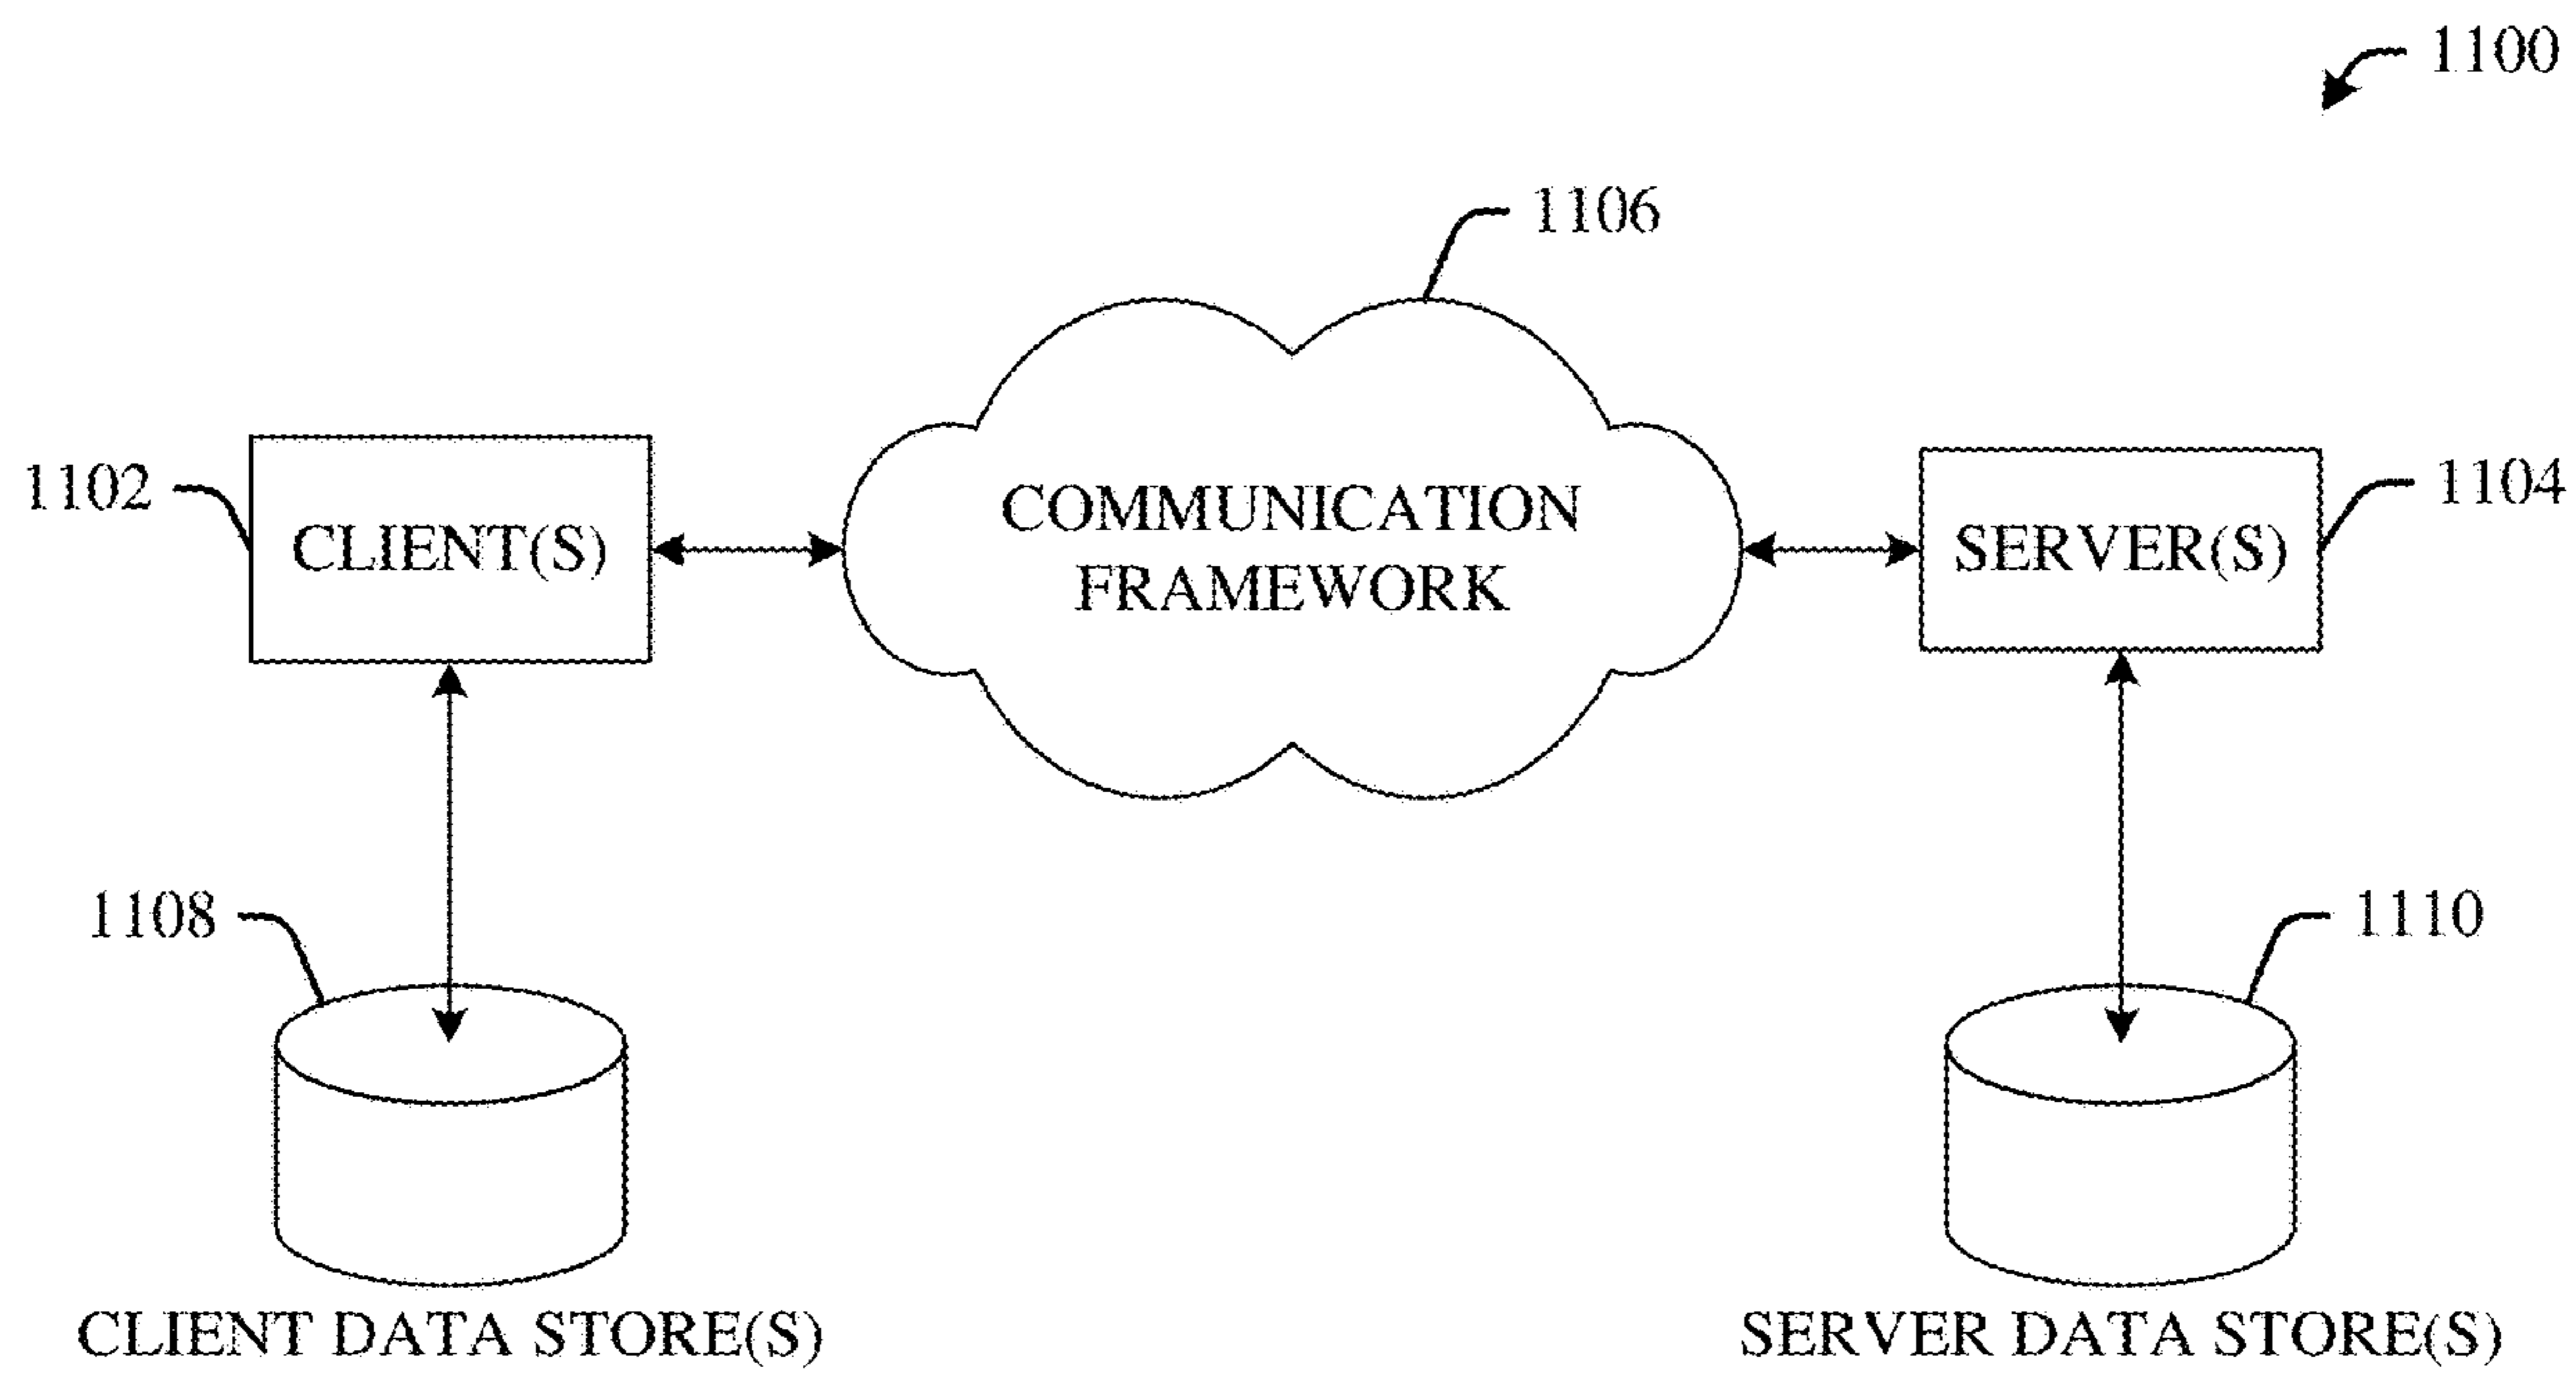 1100
1106
1102
CLIENT(S)
COMMUNICATION
FRAMEWORK
SERVER(S)
1104
1108
1110
CLIENT DATA STORE(S)
SERVER DATA STORE(S)